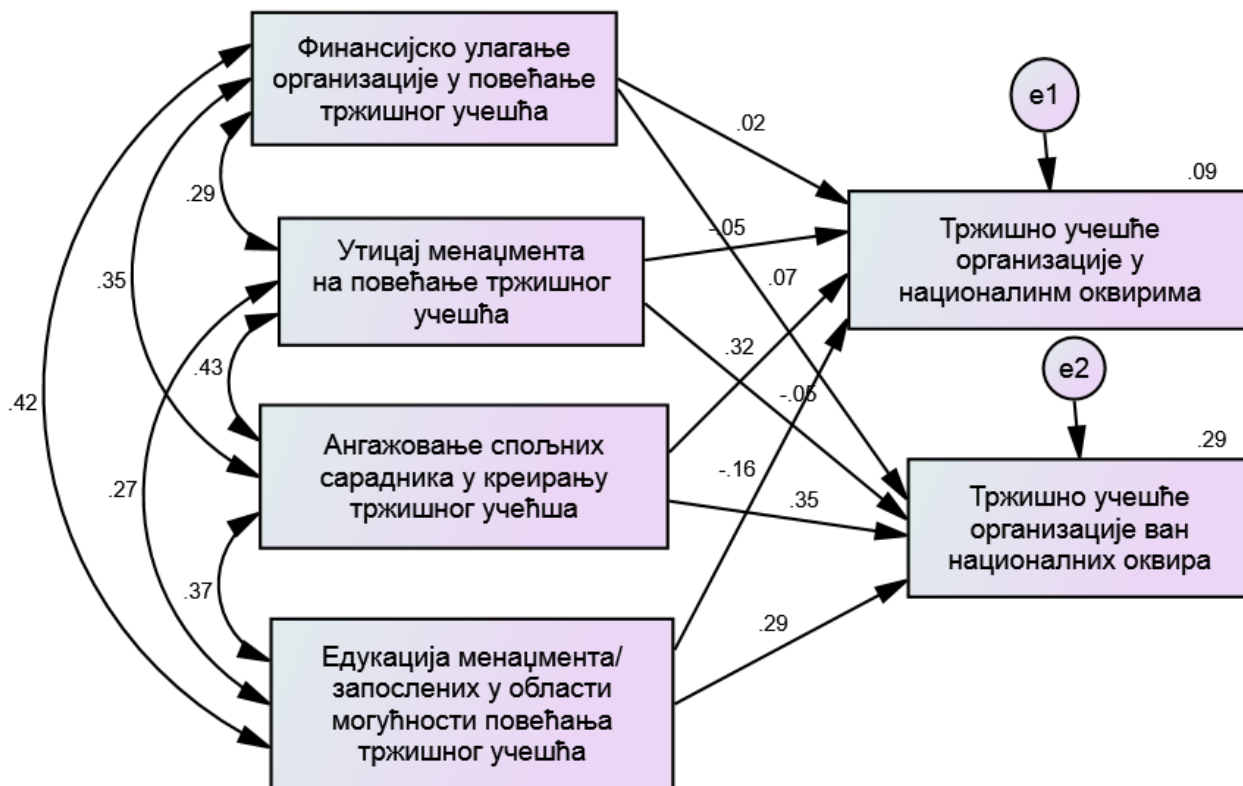 Финансијско улагање
организације у повећање
тржишног учешћа
Утицај менаџмента
на повећање тржишног
учешћа
Ангажовање спољних
сарадника у креирању
тржишног учећша
Едукација менаџмента/
запослених у области
могућности повећања
тржишног учешћа
.42
.35
.29
.27
.43
.37
.02
-.05
.07
.32
-.05
-.16
.35
.29
e1
.09
Тржишно учешће
организације у
националинм оквирима
e2
.29
Тржишно учешће
организације ван
националних оквира